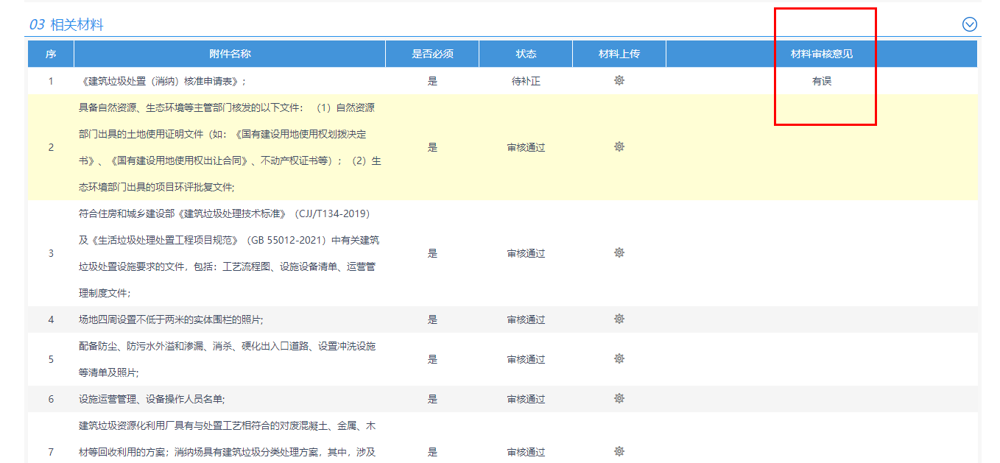 03 相关材料
序 附件名称 是否必须 状态 材料上传 材料审核意见
1 《建筑垃圾处置（消纳）核准申请表》; 是 待补正 有误
具备自然资源、生态环境等主管部门核发的以下文件：（1）自然资源
部门出具的土地使用证明文件（如：《国有建设用地使用权划拨决定
2 是 审核通过
书》、《国有建设用地使用权出让合同》、不动产权证书等）;（2）生
态环境部门出具的项目环评批复文件;
符合住房和城乡建设部《建筑垃圾处理技术标准》（CJJ/T134-2019）
及《生活垃圾处理处置工程项目规范》（GB 55012-2021）中有关建筑
3 是 审核通过
垃圾处置设施要求的文件，包括：工艺流程图、设施设备清单、运营管
理制度文件;
4 场地四周设置不低于两米的实体围栏的照片; 是 审核通过
配备防尘、防污水外溢和渗漏、消杀、硬化出入口道路、设置冲洗设施
5 是 审核通过
等清单及照片;
6 设施运营管理、设备操作人员名单; 是 审核通过
建筑垃圾资源化利用厂具有与处置工艺相符合的对废混凝土、金属、木
7 材等回收利用的方案；消纳场具有建筑垃圾分类处理方案，其中，涉及 是 审核通过